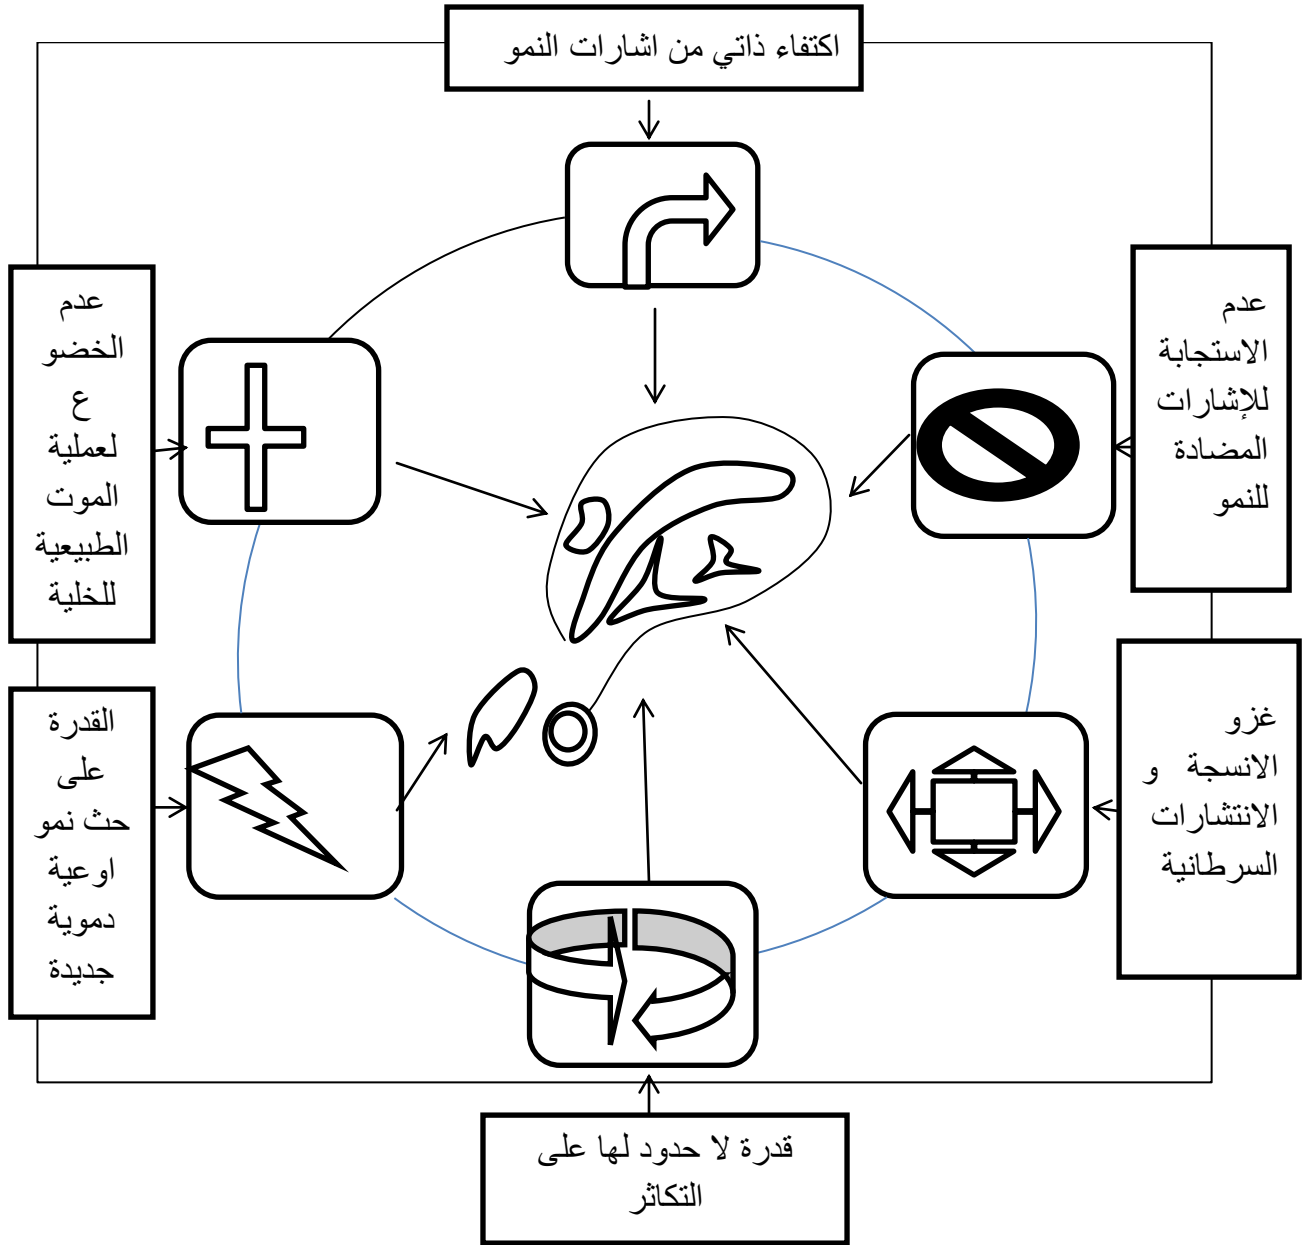 اكتفاء ذاتي من اشارات النمو
عدم
الاستجابة
للإشارات
المضادة
للنمو
عدم
الخضو
ع
لعملية
الموت
الطبيعية
للخلية
غزو
الانسجة و
الانتشارات
السرطانية
القدرة
على
حث نمو
اوعية
دموية
جديدة
قدرة لا حدود لها على
التكاثر